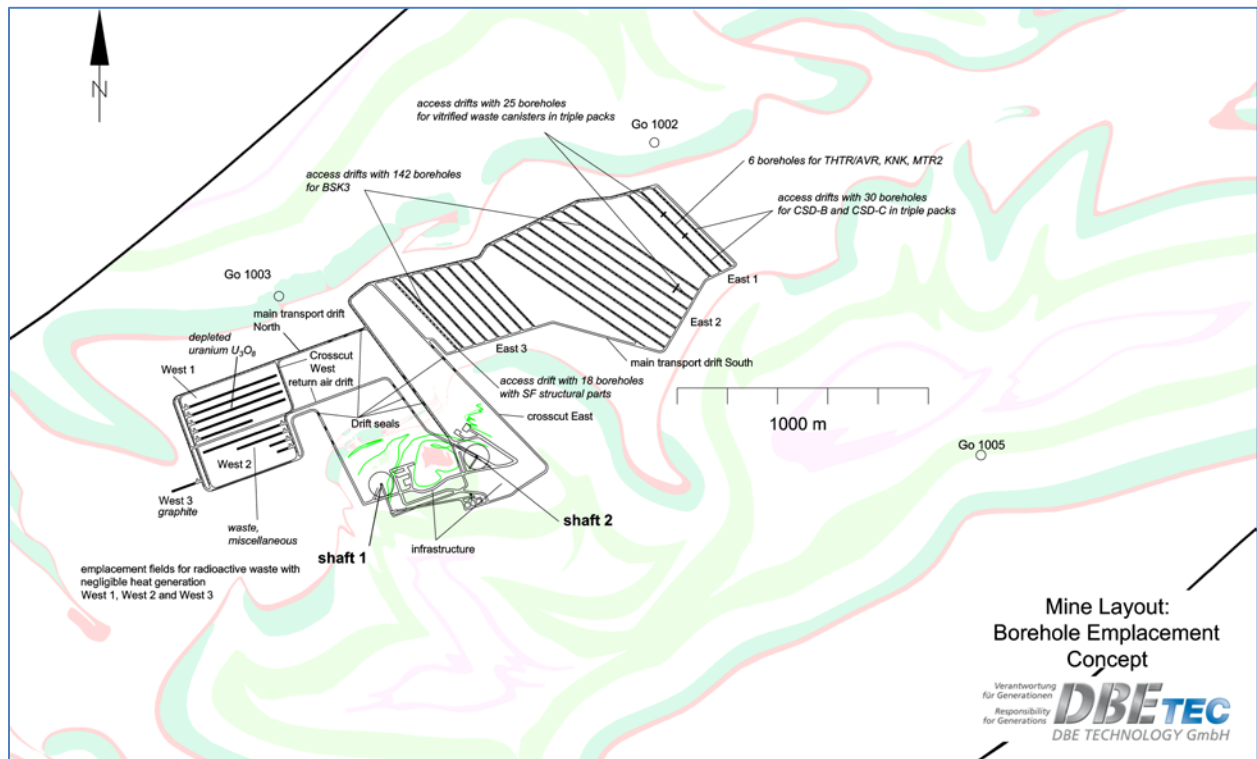 N
access drifts with 25 boreholes
for vitrified waste canisters in triple packs
Go 1002
6 boreholes for THTR/AVR, KNK, MTR2
access drifts with 142 boreholes
for BSK3
access drifts with 30 boreholes
for CSD-B and CSD-C in triple packs
Go 1003
East 1
main transport drift
North
East 2
depleted
uranium U₃O₈
East 3
main transport drift South
West 1
Crosscut
West
return air drift
access drift with 18 boreholes
with SF structural parts
crosscut East
1000 m
Drift seals
Go 1005
West 2
West 3
graphite
waste,
miscellaneous
shaft 2
shaft 1
infrastructure
emplacement fields for radioactive waste with
negligible heat generation
West 1, West 2 and West 3
Mine Layout:
Borehole Emplacement
Concept
Verantwortung
für Generationen
Responsibility
for Generations
DBETEC
DBE TECHNOLOGY GmbH